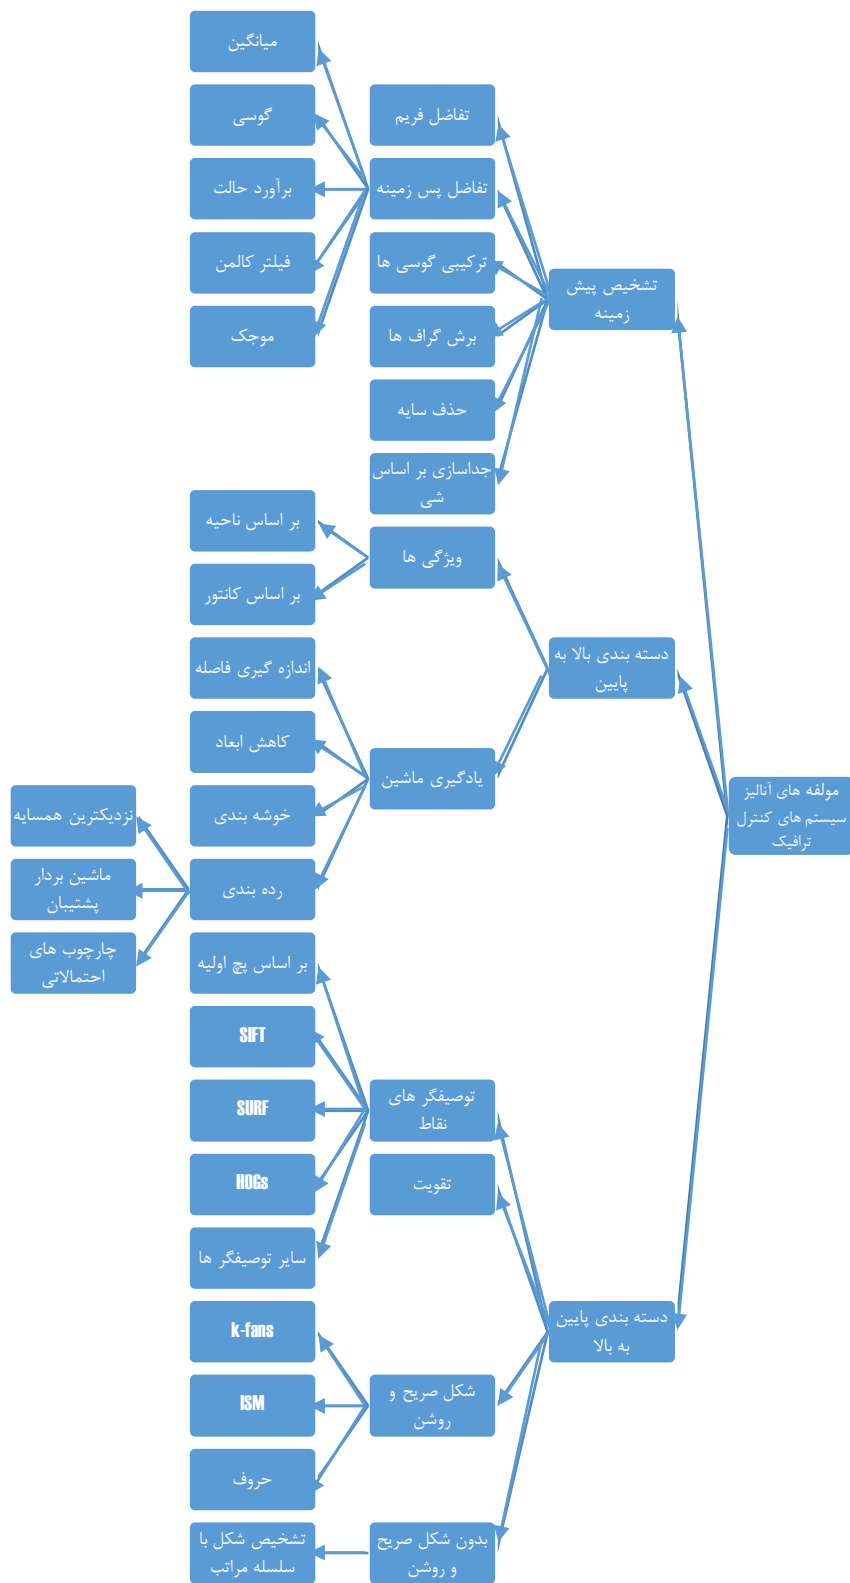 مولفه های آنالیز
سیستم های کنترل
ترافیک
تشخیص پیش
زمینه
تفاضل فریم
تفاضل پس زمینه
میانگین
گوسی
برآورد حالت
فیلتر کالمن
موجک
ترکیبی گوسی ها
برش گراف ها
حذف سایه
جداسازی بر اساس
شی
دسته بندی بالا به
پایین
ویژگی ها
بر اساس ناحیه
بر اساس کانتور
یادگیری ماشین
اندازه گیری فاصله
کاهش ابعاد
خوشه بندی
رده بندی
نزدیکترین همسایه
ماشین بردار
پشتیبان
چارچوب های
احتمالاتی
دسته بندی پایین
به بالا
توصیفگر های
نقاط
بر اساس پچ اولیه
SIFT
SURF
HOGs
سایر توصیفگر ها
تقویت
شکل صریح و
روشن
k-fans
ISM
حروف
بدون شکل صریح
و روشن
تشخیص شکل با
سلسله مراتب